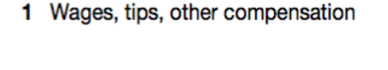 1 Wages, tips, other compensation